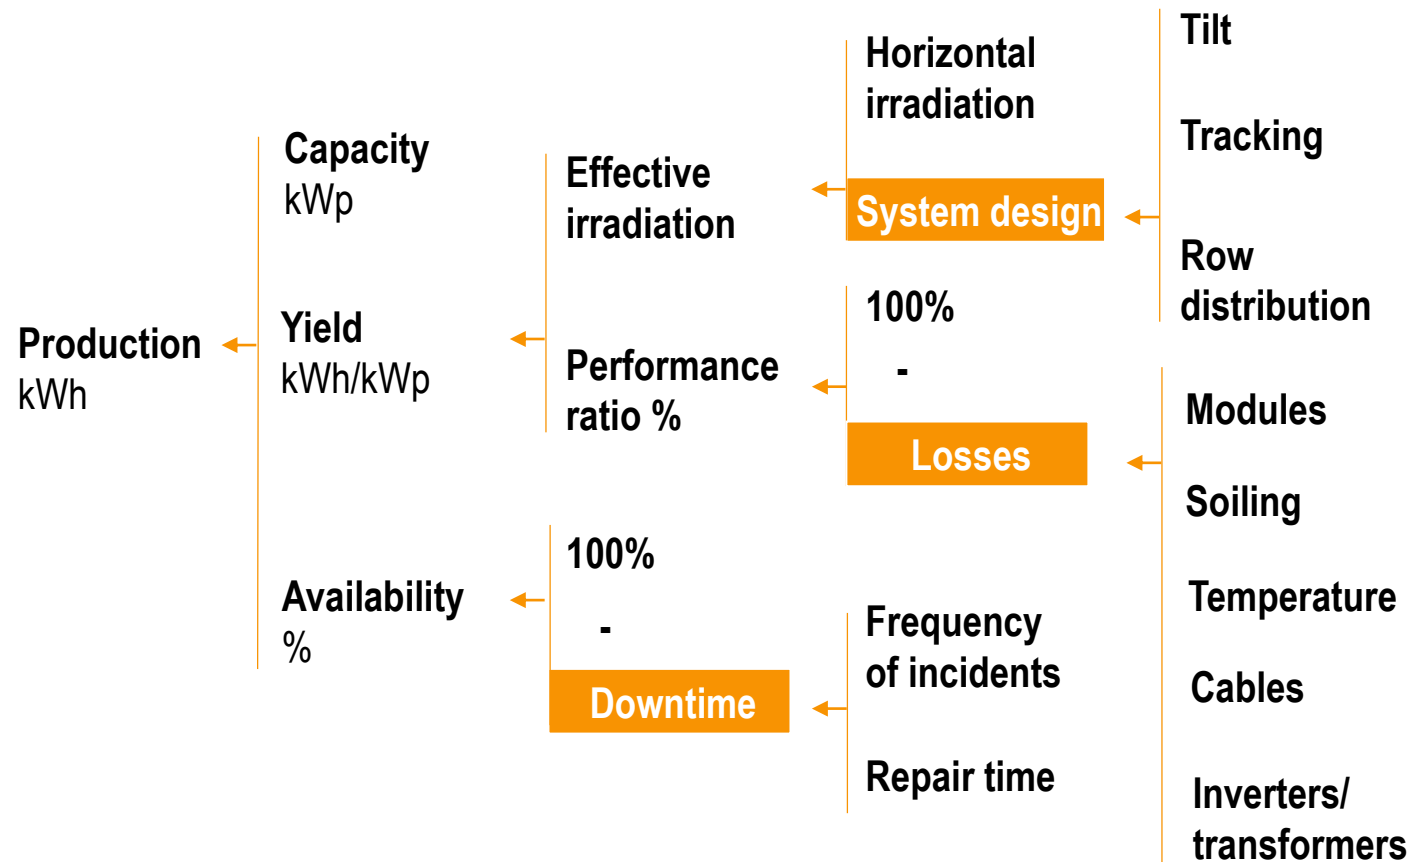 Production
kWh
Capacity
kWp
Yield
kWh/kWp
Availability
%
Effective
irradiation
Performance
ratio %
100%
-
Downtime
Horizontal
irradiation
System design
100%
-
Losses
Frequency
of incidents
Repair time
Tilt
Tracking
Row
distribution
Modules
Soiling
Temperature
Cables
Inverters/
transformers